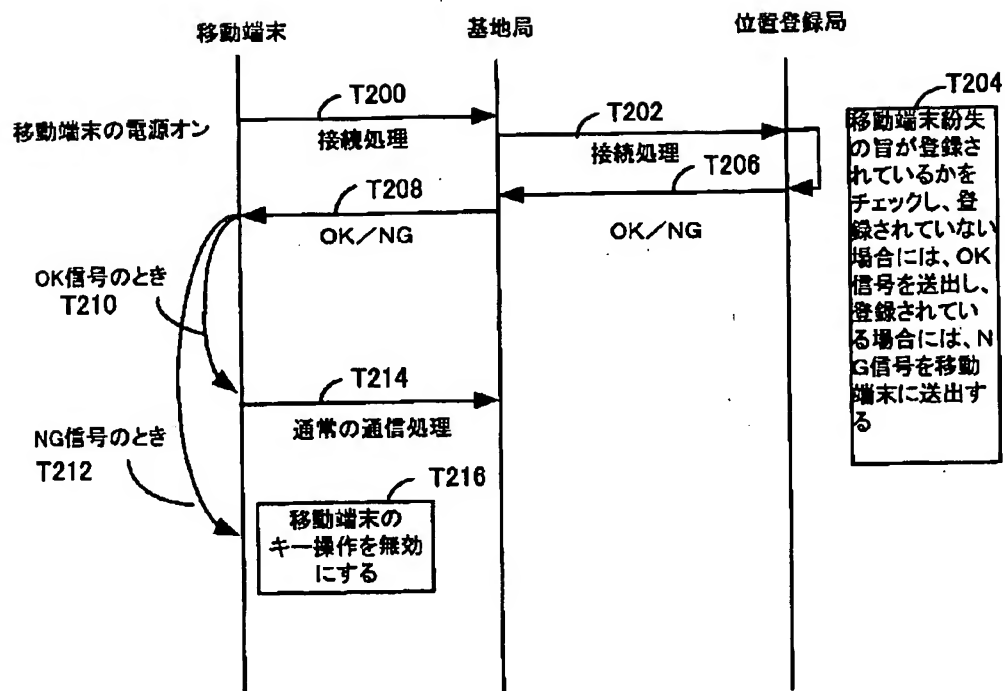 移動端末
基地局
位置登録局
移動端末の電源オン
T200
接続処理
T202
接続処理
T204
移動端末紛失
の旨が登録さ
れているかを
チェックし、登
録されていない
場合には、OK
信号を送出し、
登録されてい
る場合には、N
G信号を移動
端末に送出す
る
T206
OK/NG
T208
OK/NG
OK信号のとき
T210
T214
通常の通信処理
NG信号のとき
T212
T216
移動端末の
キー操作を無効
にする